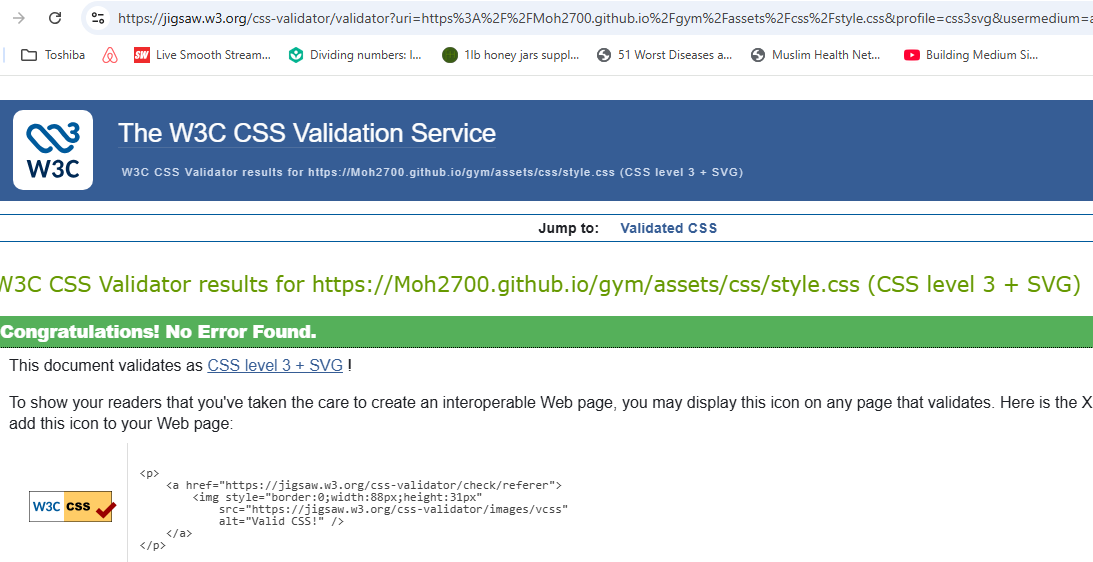 https://jigsaw.w3.org/css-validator/validator?uri=https%3A%2F%2FMoh2700.github.io%2Fgym%2Fassets%2Fcss%2Fstyle.css&profile=css3svg&usermedium=a
Toshiba SW Live Smooth Stream... Dividing numbers: l... 1lb honey jars suppl... 51 Worst Diseases a... Muslim Health Net... Building Medium Si...
W3C
The W3C CSS Validation Service
W3C CSS Validator results for https://Moh2700.github.io/gym/assets/css/style.css (CSS level 3 + SVG)
Jump to: Validated CSS
W3C CSS Validator results for https://Moh2700.github.io/gym/assets/css/style.css (CSS level 3 + SVG)
Congratulations! No Error Found.
This document validates as CSS level 3 + SVG !
To show your readers that you've taken the care to create an interoperable Web page, you may display this icon on any page that validates. Here is the X
add this icon to your Web page:
W3C css
<p>
<a href="https://jigsaw.w3.org/css-validator/check/referer">
<img style="border:0;width:88px;height:31px"
src="https://jigsaw.w3.org/css-validator/images/vcss"
alt="Valid CSS!" />
</a>
</p>